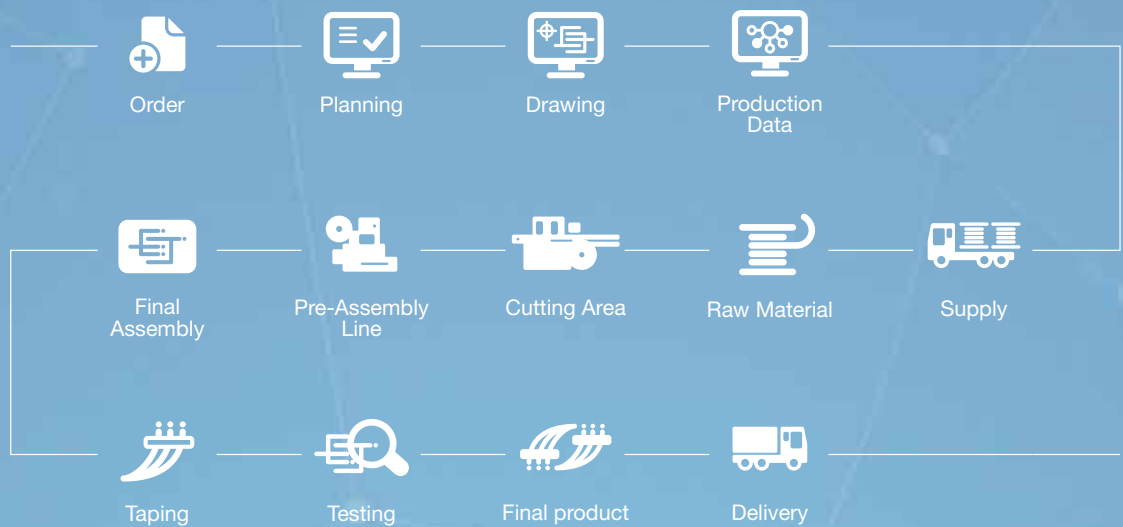 Order
Planning
Drawing
Production
Data
Final
Assembly
Pre-Assembly
Line
Cutting Area
Raw Material
Supply
Taping
Testing
Final product
Delivery